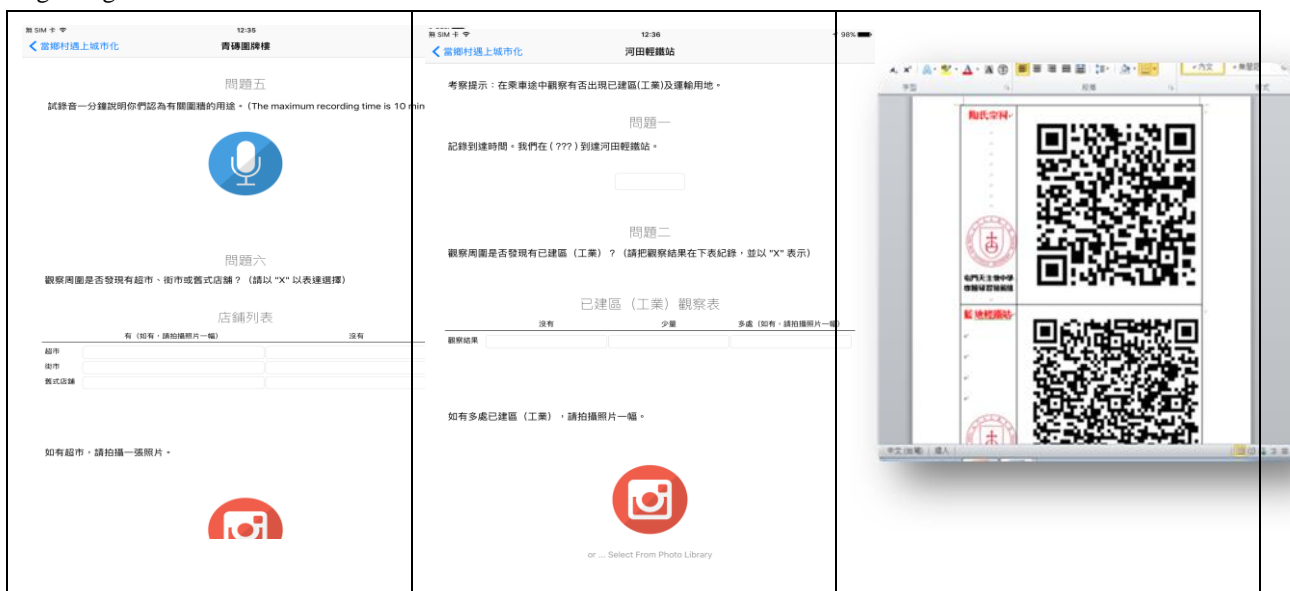 無 SIM 卡
12:35
當鄉村遇上城市化
青磚圍牌樓
問題五
試錄音一分鐘說明你們認為有關圍牆的用途。(The maximum recording time is 10 min
問題六
觀察周圍是否發現有超市、街市或舊式店舖？（請以 "X" 以表達選擇）
店舖列表
有（如有，請拍攝照片一幅）
沒有
超市
街市
舊式店舖
如有超市，請拍攝一張照片。
無 SIM 卡
12:36
98%
當鄉村遇上城市化
河田輕鐵站
考察提示：在乘車途中觀察有否出現已建區(工業)及運輸用地。
問題一
記錄到達時間。我們在 ( ??? ) 到達河田輕鐵站。
問題二
觀察周圍是否發現有已建區（工業）？（請把觀察結果在下表紀錄，並以 "X" 表示）
已建區（工業）觀察表
沒有
少量
多處（如有，請拍攝照片一幅）
觀察結果
如有多處已建區（工業），請拍攝照片一幅。
or ... Select From Photo Library
字型
段落
陶氏宗祠
屯門天主教中學
藍地輕鐵站
插入